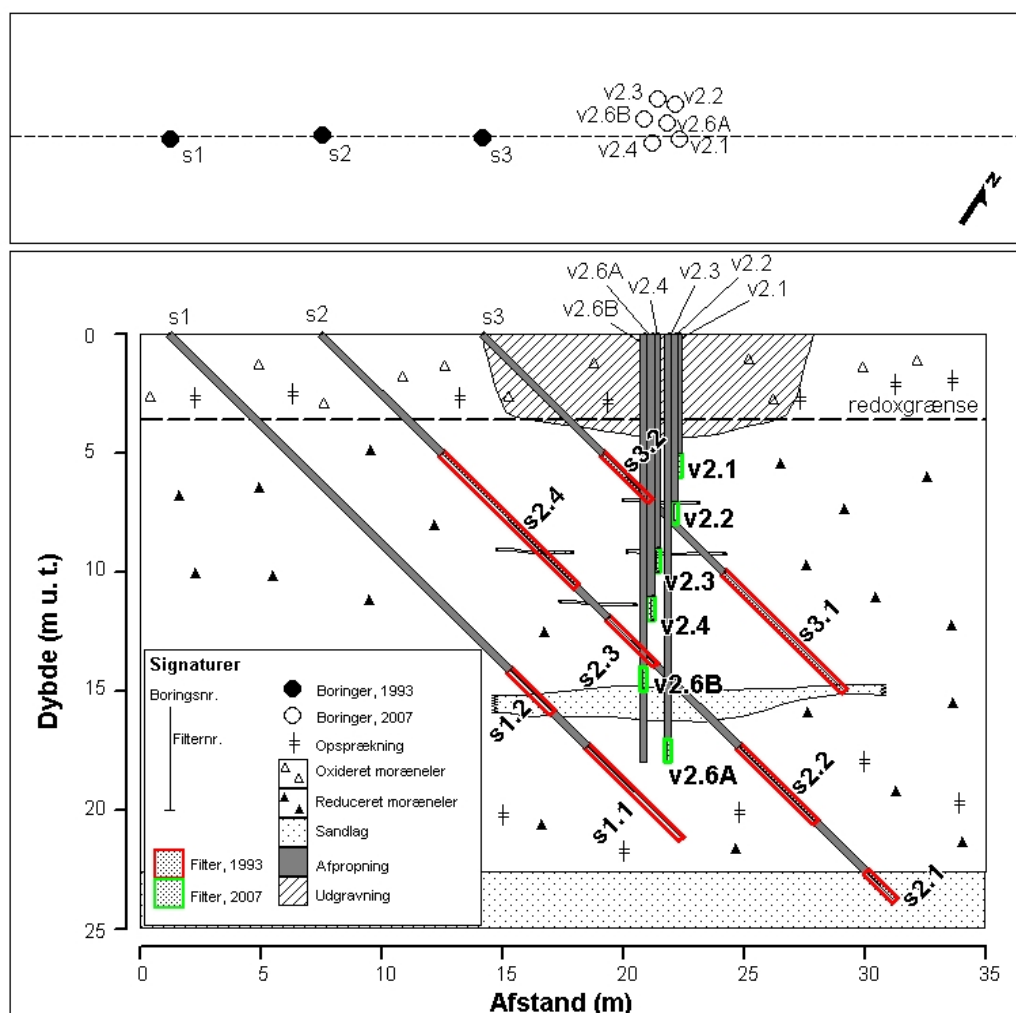 v2.3
v2.2
v2.6B
v2.6A
s1
s2
s3
v2.4
v2.1
N
v2.6A
v2.3
v2.2
v2.4
v2.1
v2.6B
s1
s2
s3
0
5
10
15
20
25
Dybde (m u. t.)
redoxgrænse
s3.2
v2.1
s2.4
v2.2
v2.3
v2.4
s3.1
s2.3
v2.6B
s1.2
v2.6A
s2.2
s1.1
s2.1
Signaturer
Boringsnr.
Filternr.
Boringer, 1993
Boringer, 2007
Opsprækning
Oxideret moræneler
Reduceret moræneler
Sandlag
Filter, 1993
Afpropning
Filter, 2007
Udgravning
0 5 10 15 20 25 30 35
Afstand (m)